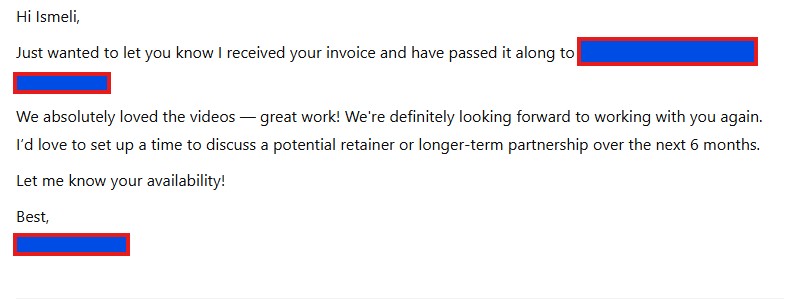 Hi Ismeli,
Just wanted to let you know I received your invoice and have passed it along to
We absolutely loved the videos — great work! We're definitely looking forward to working with you again.
I'd love to set up a time to discuss a potential retainer or longer-term partnership over the next 6 months.
Let me know your availability!
Best,